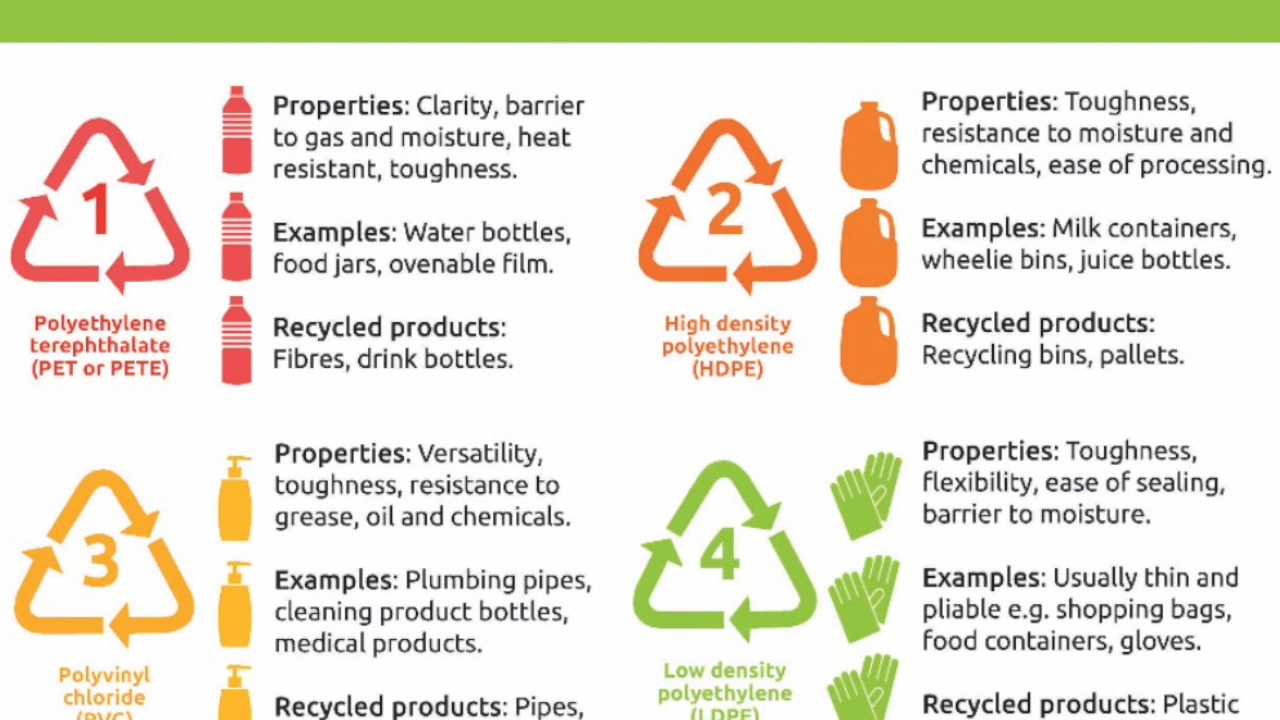 1
Polyethylene
terephthalate
(PET or PETE)
Properties: Clarity, barrier
to gas and moisture, heat
resistant, toughness.
Examples: Water bottles,
food jars, ovenable film.
Recycled products:
Fibres, drink bottles.
2
High density
polyethylene
(HDPE)
Properties: Toughness,
resistance to moisture and
chemicals, ease of processing.
Examples: Milk containers,
wheelie bins, juice bottles.
Recycled products:
Recycling bins, pallets.
3
Polyvinyl
chloride
(PVC)
Properties: Versatility,
toughness, resistance to
grease, oil and chemicals.
Examples: Plumbing pipes,
cleaning product bottles,
medical products.
Recycled products: Pipes,
4
Low density
polyethylene
(LDPE)
Properties: Toughness,
flexibility, ease of sealing,
barrier to moisture.
Examples: Usually thin and
pliable e.g. shopping bags,
food containers, gloves.
Recycled products: Plastic